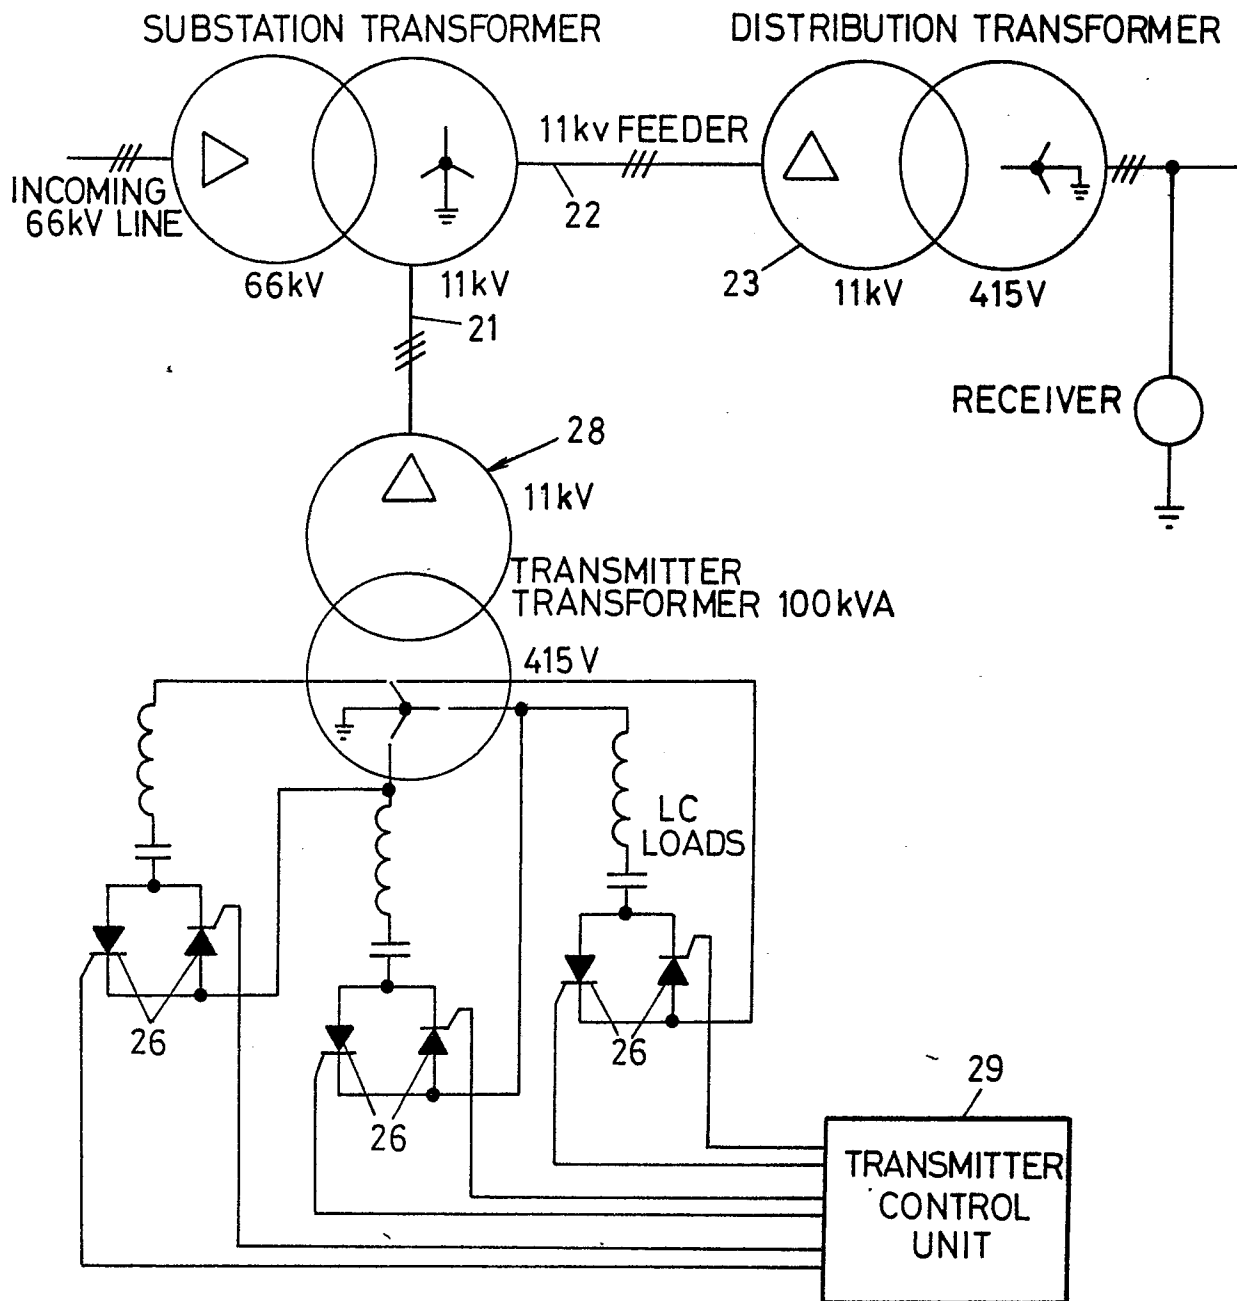 SUBSTATION TRANSFORMER
DISTRIBUTION TRANSFORMER
11kv FEEDER
INCOMING
66kV LINE
22
66kV
11kV
23
11kV
415V
21
RECEIVER
28
11kV
TRANSMITTER
TRANSFORMER 100kVA
415V
LC
LOADS
26
26
26
29
TRANSMITTER
CONTROL
UNIT